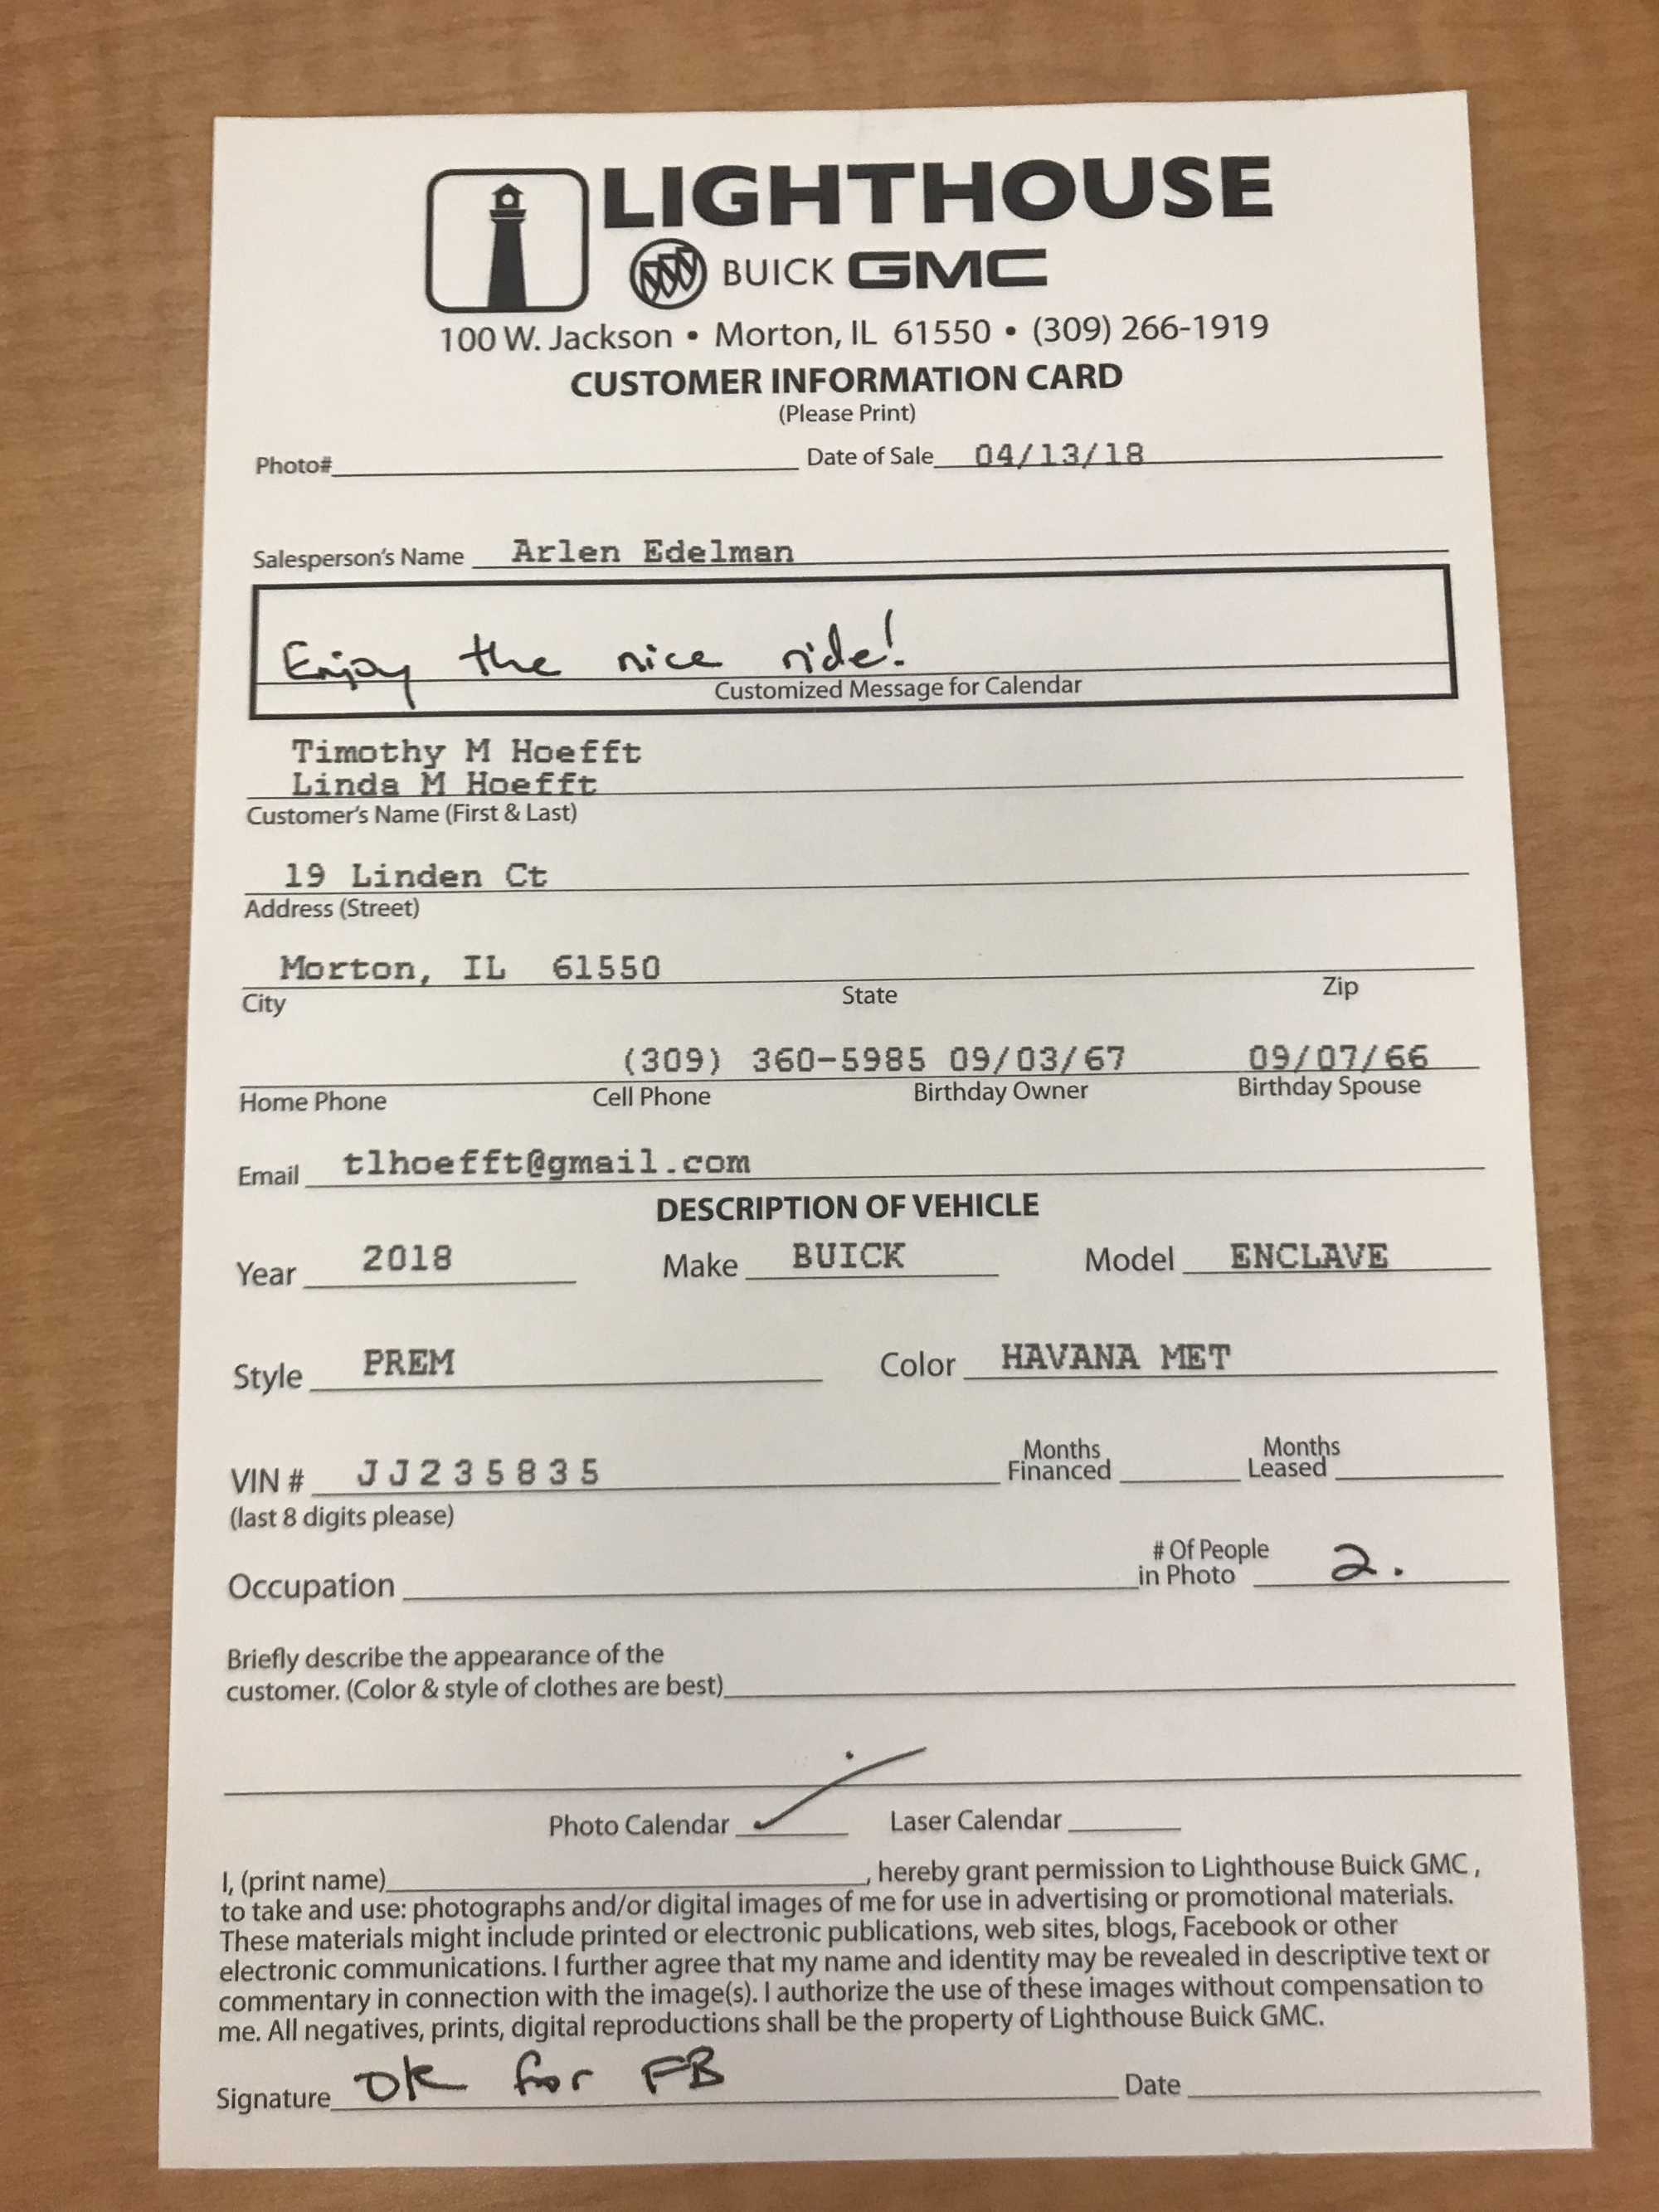 LIGHTHOUSE
BUICK GMC
100 W. Jackson • Morton, IL 61550 • (309) 266-1919
CUSTOMER INFORMATION CARD
(Please Print)
Photo# Date of Sale 04/13/18
Salesperson's Name Arlen Edelman
Enjoy the nice ride!
Customized Message for Calendar
Timothy M Hoefft
Linda M Hoefft
Customer's Name (First & Last)
19 Linden Ct
Address (Street)
Morton, IL 61550
City State Zip
(309) 360-5985 09/03/67 09/07/66
Home Phone Cell Phone Birthday Owner Birthday Spouse
Email tlhoefft@gmail.com
DESCRIPTION OF VEHICLE
Year 2018 Make BUICK Model ENCLAVE
Style PREM Color HAVANA MET
VIN # JJ235835 Months Financed Months Leased
(last 8 digits please)
Occupation # Of People in Photo 2.
Briefly describe the appearance of the
customer. (Color & style of clothes are best)
Photo Calendar ✓ Laser Calendar
I, (print name) , hereby grant permission to Lighthouse Buick GMC ,
to take and use: photographs and/or digital images of me for use in advertising or promotional materials.
These materials might include printed or electronic publications, web sites, blogs, Facebook or other
electronic communications. I further agree that my name and identity may be revealed in descriptive text or
commentary in connection with the image(s). I authorize the use of these images without compensation to
me. All negatives, prints, digital reproductions shall be the property of Lighthouse Buick GMC.
Signature OK for FB Date